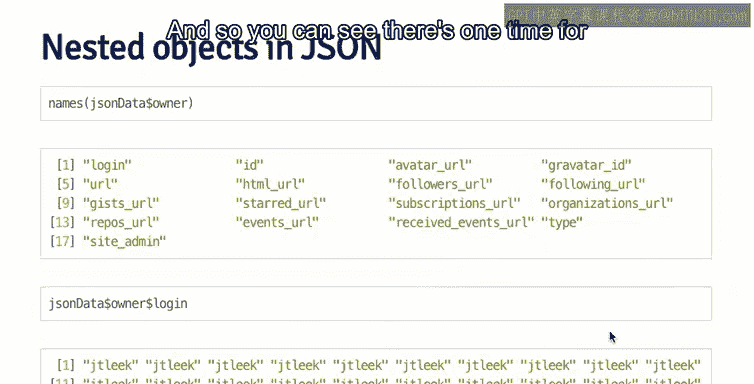 And so you can see there's one time for
Nested objects in JSON
names(jsonData$owner)
[1] "login" "id" "avatar_url" "gravatar_id"
[5] "url" "html_url" "followers_url" "following_url"
[9] "gists_url" "starred_url" "subscriptions_url" "organizations_url"
[13] "repos_url" "events_url" "received_events_url" "type"
[17] "site_admin"
jsonData$owner$login
[1] "jtleek" "jtleek" "jtleek" "jtleek" "jtleek" "jtleek" "jtleek" "jtleek" "jtleek" "jtleek"